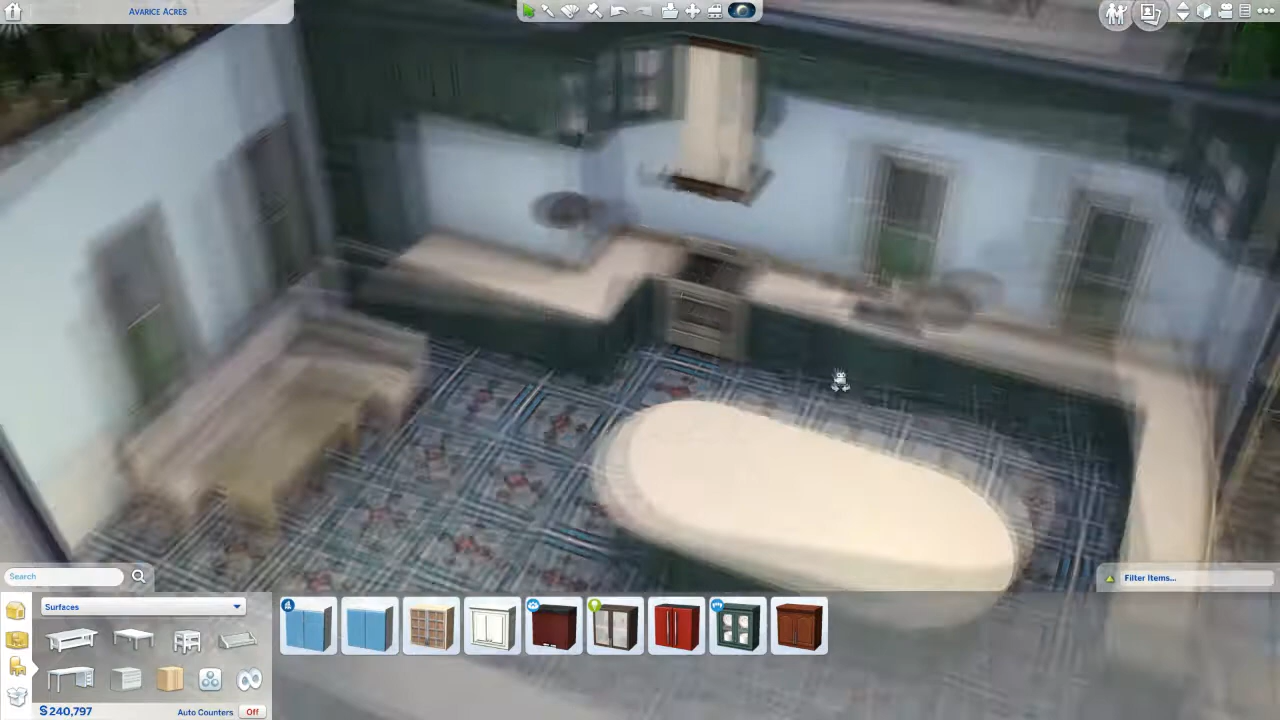 AVARICE ACRES
Search
Filter Items...
Surfaces
§240,797
Auto Counters
Off